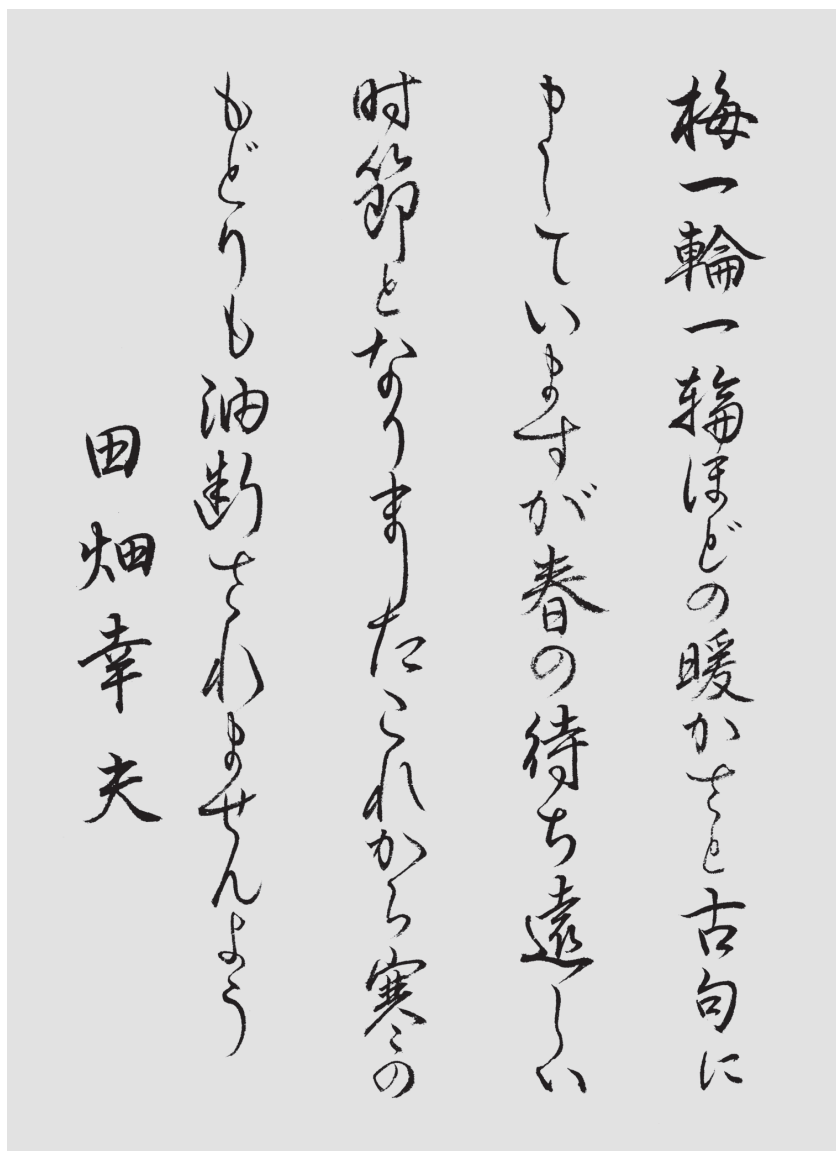 梅一輪一輪ほどの暖かさと古句に
申していますが春の待ち遠しい
時節となりましたこれから寒さの
もどりも油断されませんよう
田畑幸夫